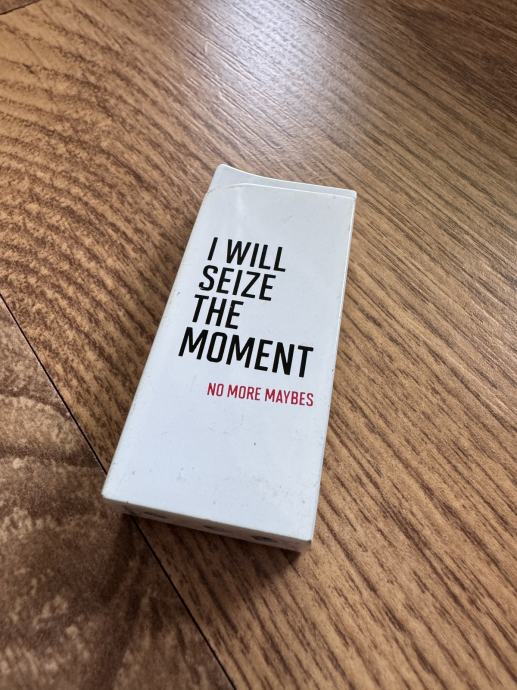 I WILL
SEIZE
THE
MOMENT
NO MORE MAYBES